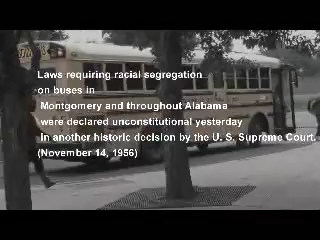 Laws requiring racial segregation
on buses in
Montgomery and throughout Alabama
were declared unconstitutional yesterday
in another historic decision by the U. S. Supreme Court.
(November 14, 1956)